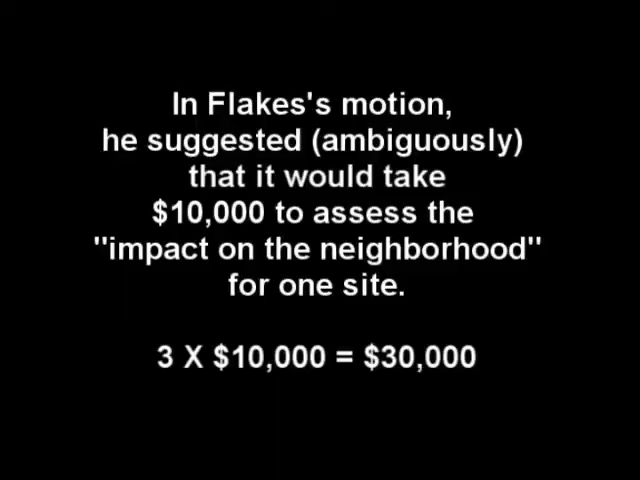 In Flakes's motion,
he suggested (ambiguously)
that it would take
$10,000 to assess the
"impact on the neighborhood"
for one site.
3 X $10,000 = $30,000